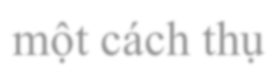 một cách thụ